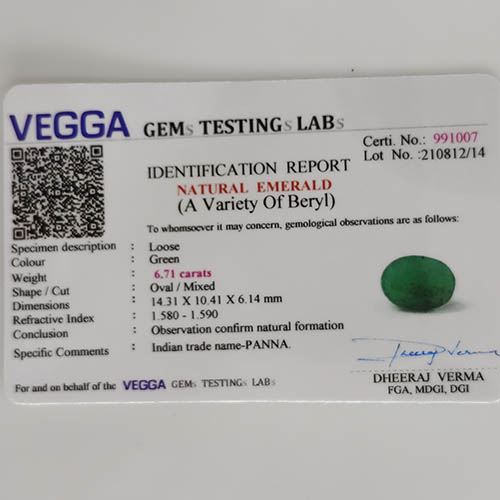 VEGGA GEMs TESTINGs LABs
Certi. No.: 991007
Lot No. :210812/14
IDENTIFICATION REPORT
NATURAL EMERALD
(A Variety Of Beryl)
To whomsoever it may concern, gemological observations are as follows:
Specimen description : Loose
Colour : Green
Weight : 6.71 carats
Shape / Cut : Oval / Mixed
Dimensions : 14.31 X 10.41 X 6.14 mm
Refractive Index : 1.580 - 1.590
Conclusion : Observation confirm natural formation
Specific Comments : Indian trade name-PANNA.
Dheeraj Verma
For and on behalf of the VEGGA GEMs TESTINGs LABs
DHEERAJ VERMA
FGA, MDGI, DGI